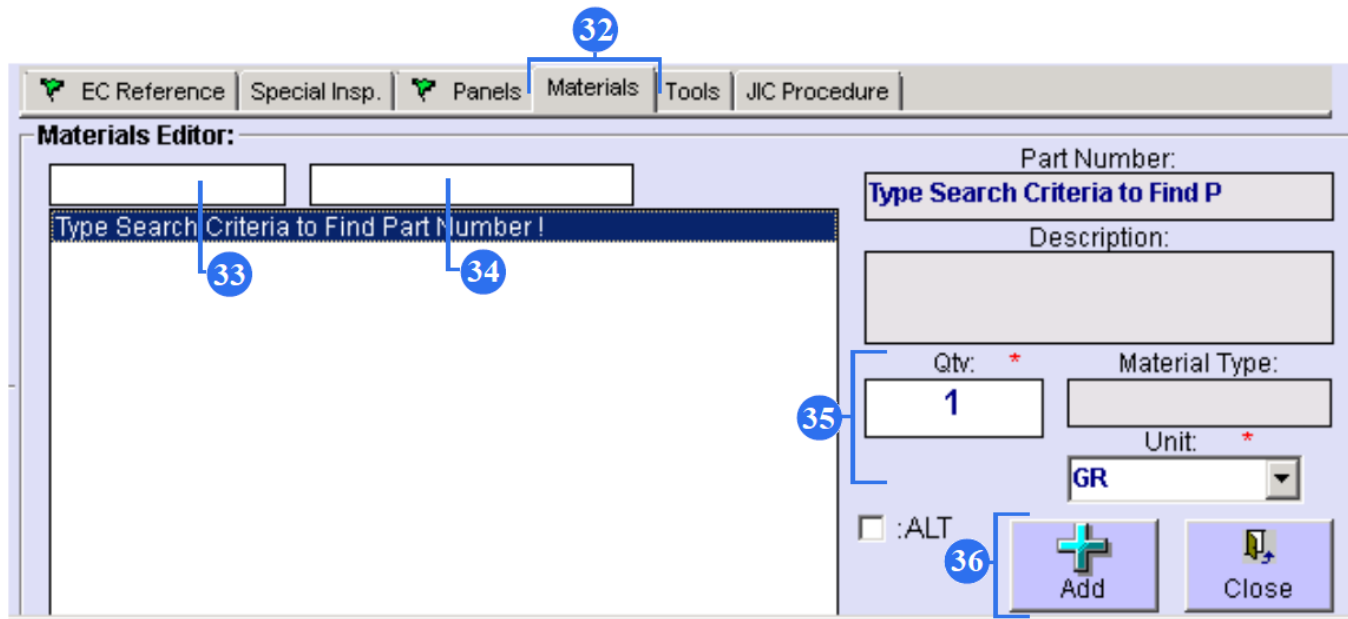 32
EC Reference Special Insp. Panels Materials Tools JIC Procedure
Materials Editor:
Part Number:
Type Search Criteria to Find P
Type Search Criteria to Find Part Number !
Description:
33
34
Qty: *
Material Type:
1
35
Unit: *
GR
:ALT
36
Add
Close